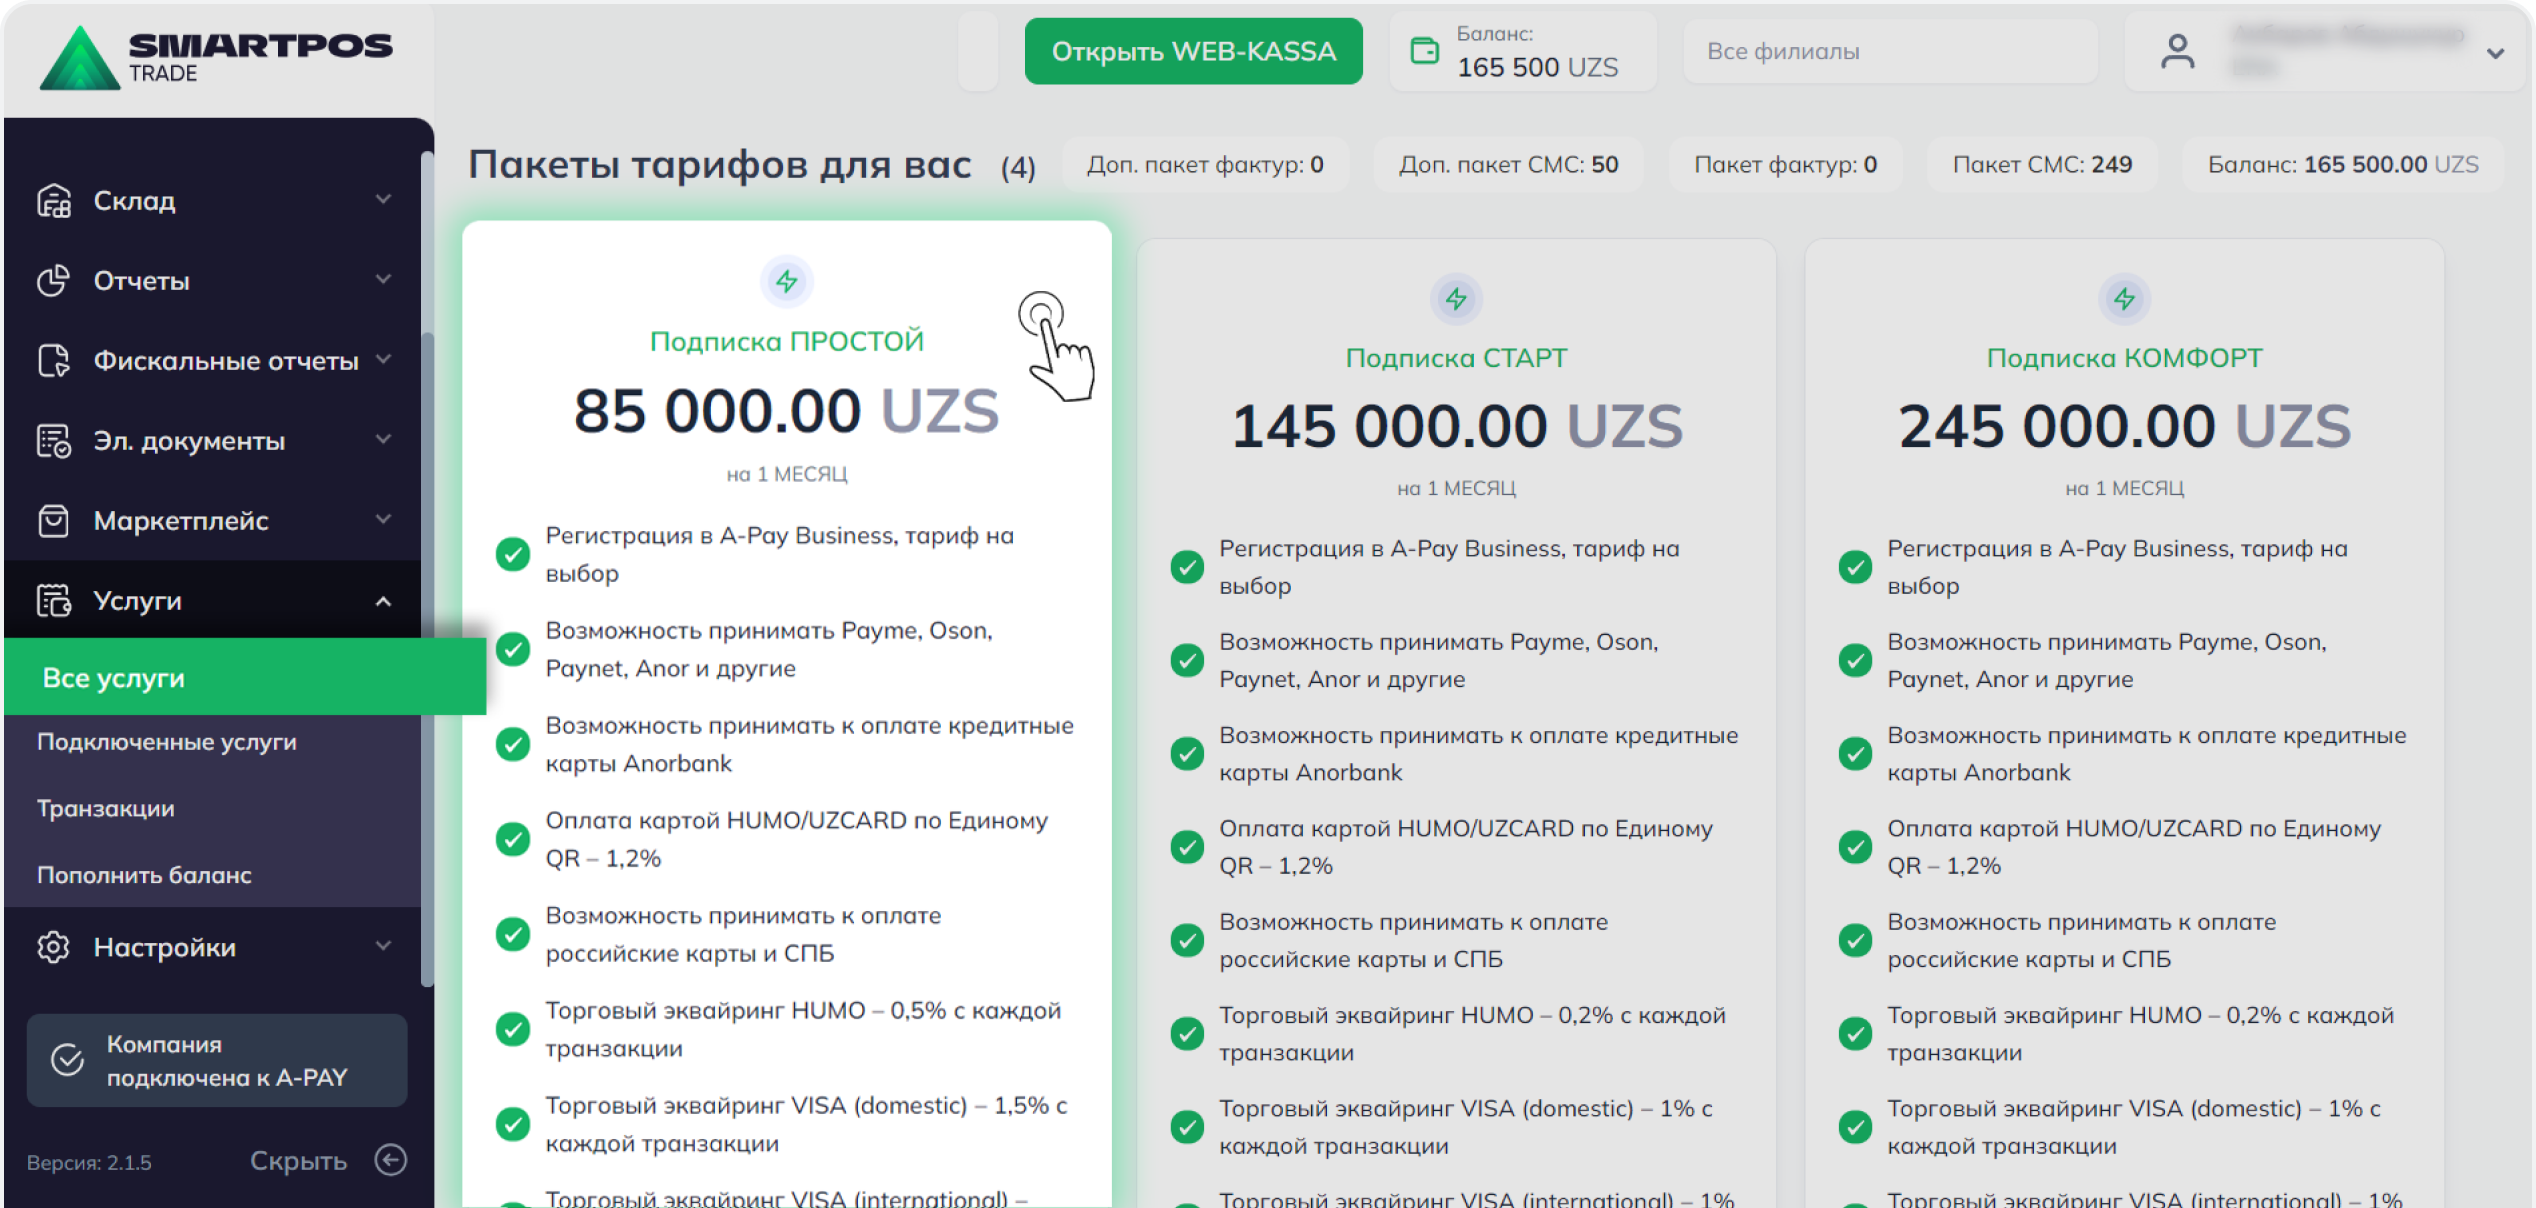 SMARTPOS
TRADE
Открыть WEB-KASSA
Баланс:
165 500 UZS
Все филиалы
Склад
Отчеты
Фискальные отчеты
Эл. документы
Маркетплейс
Услуги
Все услуги
Подключенные услуги
Транзакции
Пополнить баланс
Настройки
Компания
подключена к A-PAY
Версия: 2.1.5
Скрыть
Пакеты тарифов для вас (4)
Доп. пакет фактур: 0
Доп. пакет СМС: 50
Пакет фактур: 0
Пакет СМС: 249
Баланс: 165 500.00 UZS
Подписка ПРОСТОЙ
85 000.00 UZS
на 1 МЕСЯЦ
Регистрация в A-Pay Business, тариф на
выбор
Возможность принимать Payme, Oson,
Paynet, Anor и другие
Возможность принимать к оплате кредитные
карты Anorbank
Оплата картой HUMO/UZCARD по Единому
QR – 1,2%
Возможность принимать к оплате
российские карты и СПБ
Торговый эквайринг HUMO – 0,5% с каждой
транзакции
Торговый эквайринг VISA (domestic) – 1,5% с
каждой транзакции
Торговый эквайринг VISA (international) –
Подписка СТАРТ
145 000.00 UZS
на 1 МЕСЯЦ
Регистрация в A-Pay Business, тариф на
выбор
Возможность принимать Payme, Oson,
Paynet, Anor и другие
Возможность принимать к оплате кредитные
карты Anorbank
Оплата картой HUMO/UZCARD по Единому
QR – 1,2%
Возможность принимать к оплате
российские карты и СПБ
Торговый эквайринг HUMO – 0,2% с каждой
транзакции
Торговый эквайринг VISA (domestic) – 1% с
каждой транзакции
Торговый эквайринг VISA (international) – 1%
Подписка КОМФОРТ
245 000.00 UZS
на 1 МЕСЯЦ
Регистрация в A-Pay Business, тариф на
выбор
Возможность принимать Payme, Oson,
Paynet, Anor и другие
Возможность принимать к оплате кредитные
карты Anorbank
Оплата картой HUMO/UZCARD по Единому
QR – 1,2%
Возможность принимать к оплате
российские карты и СПБ
Торговый эквайринг HUMO – 0,2% с каждой
транзакции
Торговый эквайринг VISA (domestic) – 1% с
каждой транзакции
Торговый эквайринг VISA (international) – 1%